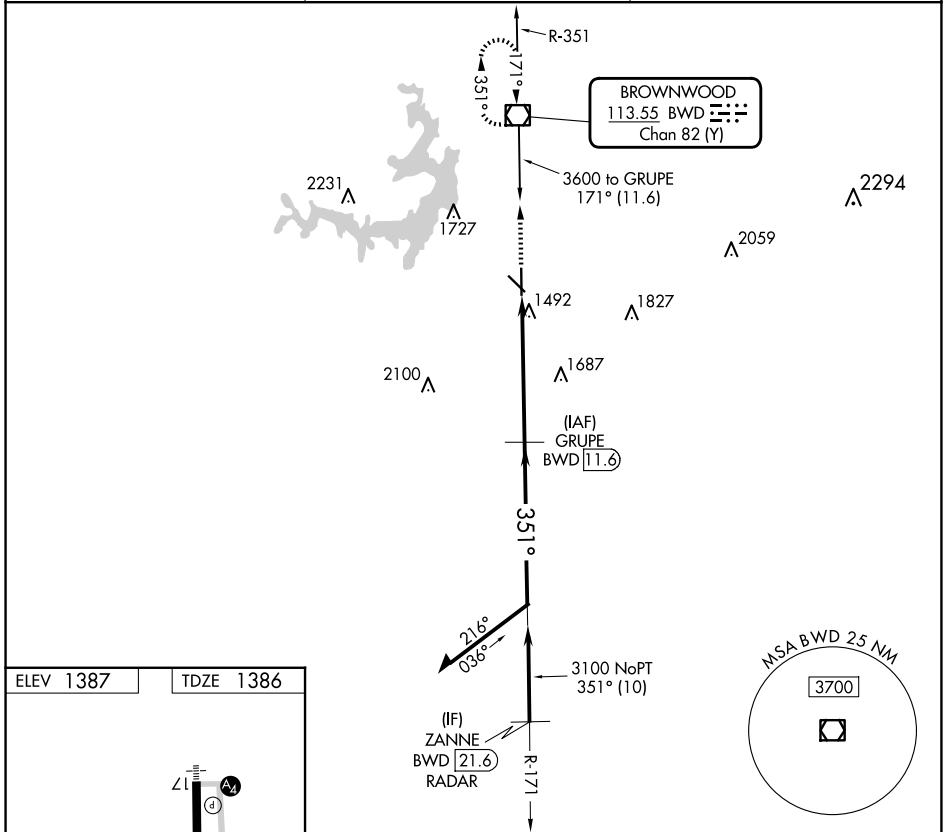 R-351
171°
351°
BROWNWOOD
113.55 BWD
Chan 82 (Y)
3600 to GRUPE
171° (11.6)
2231
1727
2294
2059
1492
1827
2100
1687
(IAF)
GRUPE
BWD 11.6
351°
216°
036°
3100 NoPT
351° (10)
(IF)
ZANNE
BWD 21.6
RADAR
R-171
MSA BWD 25 NM
3700
ELEV 1387
TDZE 1386
17
A4
P